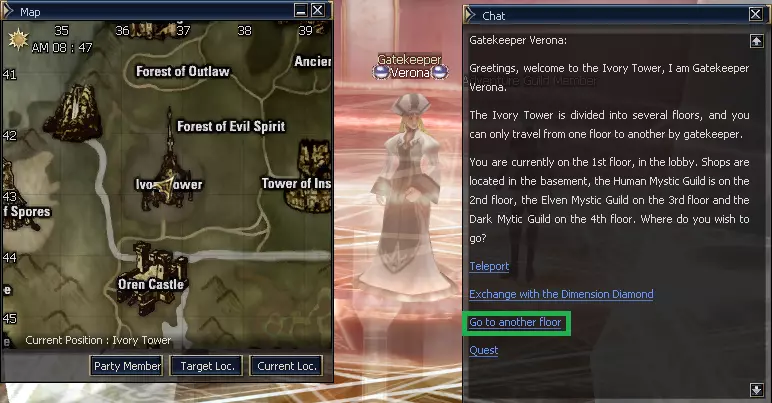 Map
35 36 37 38 39
AM 08 : 47
41
Forest of Outlaw
Ancien
42
Forest of Evil Spirit
Ivory Tower
Tower of Ins
43
f Spores
44
Oren Castle
e
45
Current Position : Ivory Tower
Party Member
Target Loc.
Current Loc.
Gatekeeper
Verona
Chat
Gatekeeper Verona:
Greetings, welcome to the Ivory Tower, I am Gatekeeper
Verona.
The Ivory Tower is divided into several floors, and you
can only travel from one floor to another by gatekeeper.
You are currently on the 1st floor, in the lobby. Shops are
located in the basement, the Human Mystic Guild is on the
2nd floor, the Elven Mystic Guild is on the 3rd floor and the
Dark Mytic Guild on the 4th floor. Where do you wish to
go?
Teleport
Exchange with the Dimension Diamond
Go to another floor
Quest